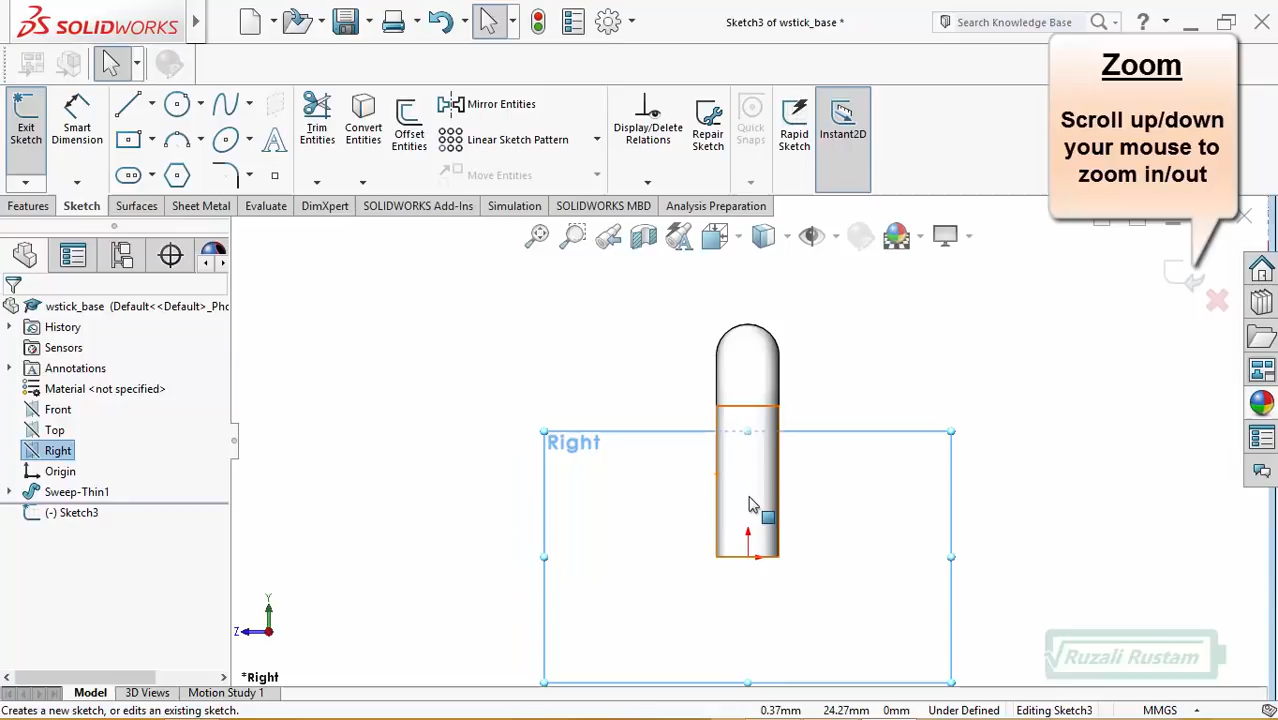 SOLIDWORKS
Sketch3 of wstick_base *
Search Knowledge Base
Zoom
Scroll up/down
your mouse to
zoom in/out
Exit Sketch
Smart Dimension
Trim Entities
Convert Entities
Offset Entities
Mirror Entities
Linear Sketch Pattern
Move Entities
Display/Delete Relations
Repair Sketch
Quick Snaps
Rapid Sketch
Instant2D
Features Sketch Surfaces Sheet Metal Evaluate DimXpert SOLIDWORKS Add-Ins Simulation SOLIDWORKS MBD Analysis Preparation
wstick_base (Default<<Default>_Pho
History
Sensors
Annotations
Material <not specified>
Front
Top
Right
Origin
Sweep-Thin1
(-) Sketch3
Right
Y
Z
*Right
Ruzali Rustam
Model 3D Views Motion Study 1
Creates a new sketch, or edits an existing sketch. 0.37mm 24.27mm 0mm Under Defined Editing Sketch3 MMGS